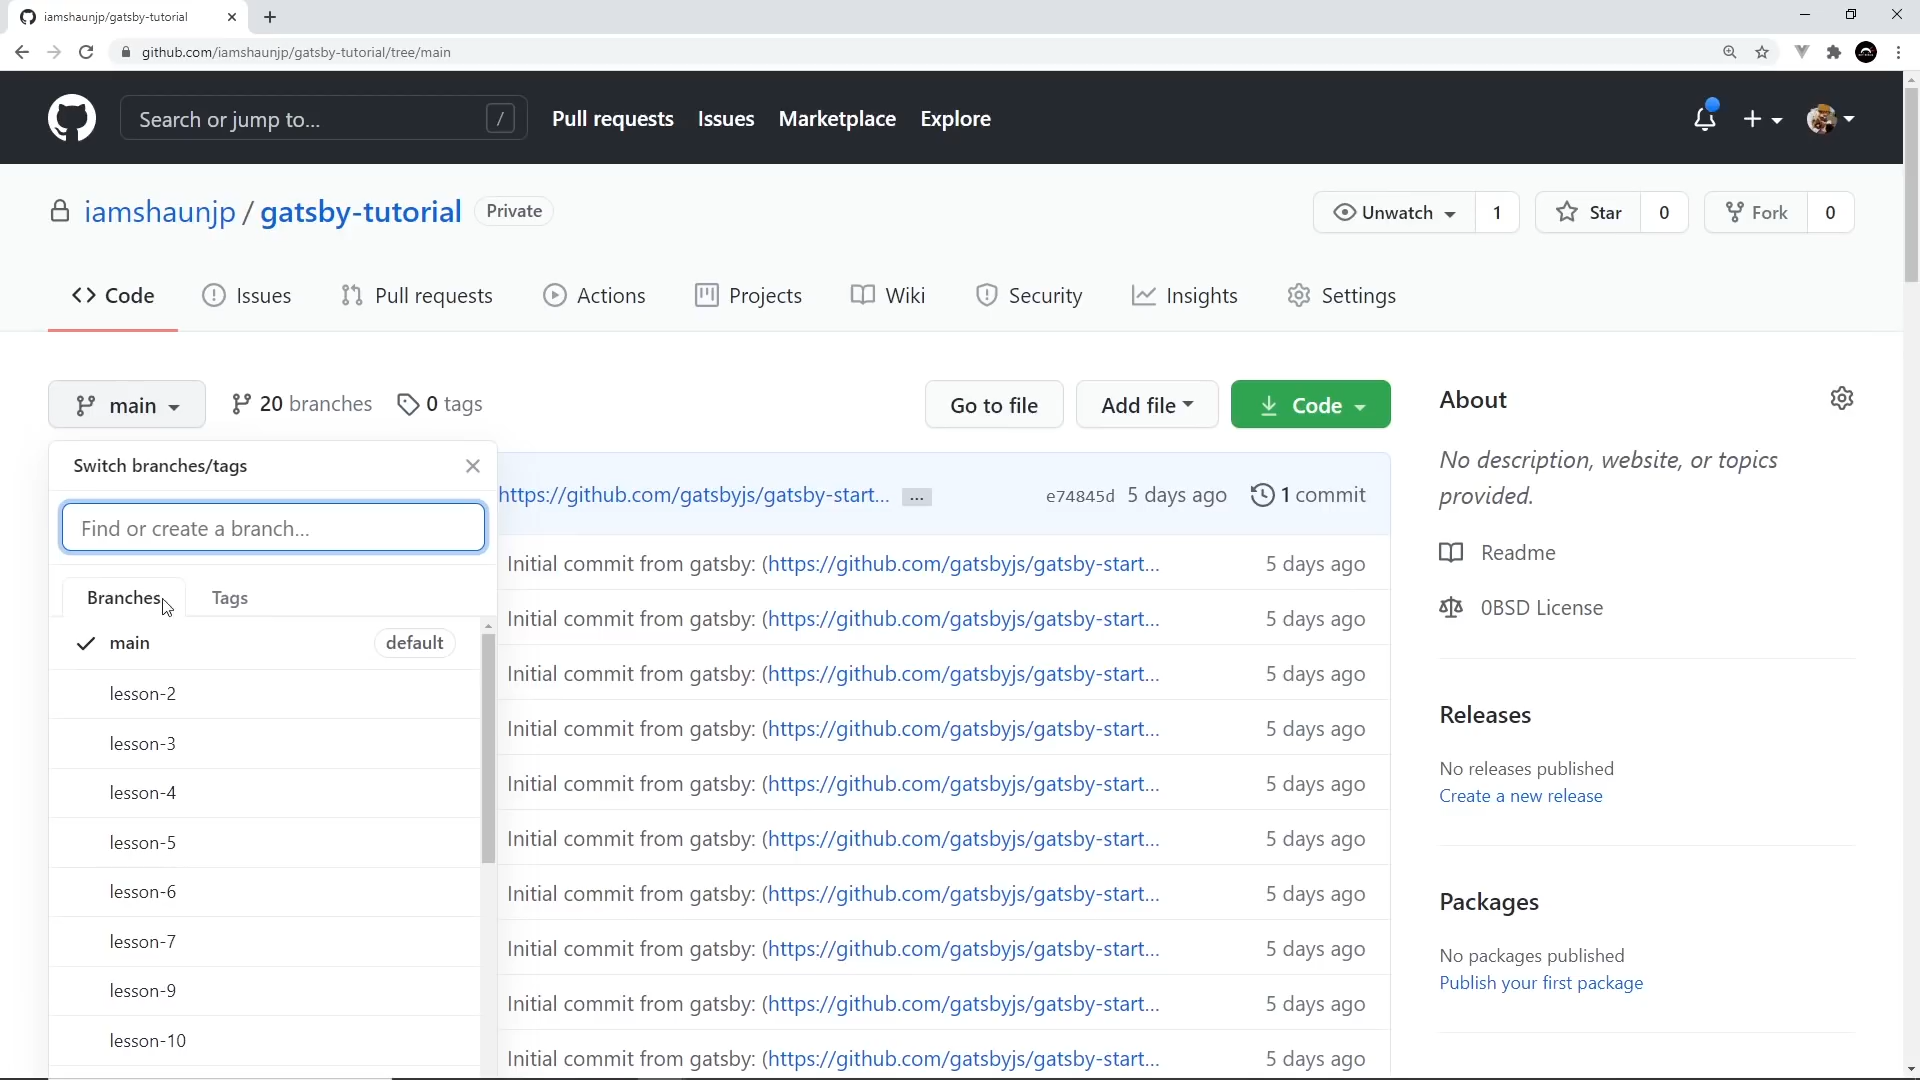 iamshaunjp/gatsby-tutorial
github.com/iamshaunjp/gatsby-tutorial/tree/main
Search or jump to...
/
Pull requests
Issues
Marketplace
Explore
iamshaunjp / gatsby-tutorial
Private
Unwatch
1
Star
0
Fork
0
Code
Issues
Pull requests
Actions
Projects
Wiki
Security
Insights
Settings
main
20 branches
0 tags
Go to file
Add file
Code
Switch branches/tags
Find or create a branch...
Branches
Tags
main
default
lesson-2
lesson-3
lesson-4
lesson-5
lesson-6
lesson-7
lesson-9
lesson-10
https://github.com/gatsbyjs/gatsby-start...
...
e74845d
5 days ago
1 commit
Initial commit from gatsby: (https://github.com/gatsbyjs/gatsby-start...
5 days ago
Initial commit from gatsby: (https://github.com/gatsbyjs/gatsby-start...
5 days ago
Initial commit from gatsby: (https://github.com/gatsbyjs/gatsby-start...
5 days ago
Initial commit from gatsby: (https://github.com/gatsbyjs/gatsby-start...
5 days ago
Initial commit from gatsby: (https://github.com/gatsbyjs/gatsby-start...
5 days ago
Initial commit from gatsby: (https://github.com/gatsbyjs/gatsby-start...
5 days ago
Initial commit from gatsby: (https://github.com/gatsbyjs/gatsby-start...
5 days ago
Initial commit from gatsby: (https://github.com/gatsbyjs/gatsby-start...
5 days ago
Initial commit from gatsby: (https://github.com/gatsbyjs/gatsby-start...
5 days ago
Initial commit from gatsby: (https://github.com/gatsbyjs/gatsby-start...
5 days ago
About
No description, website, or topics
provided.
Readme
0BSD License
Releases
No releases published
Create a new release
Packages
No packages published
Publish your first package